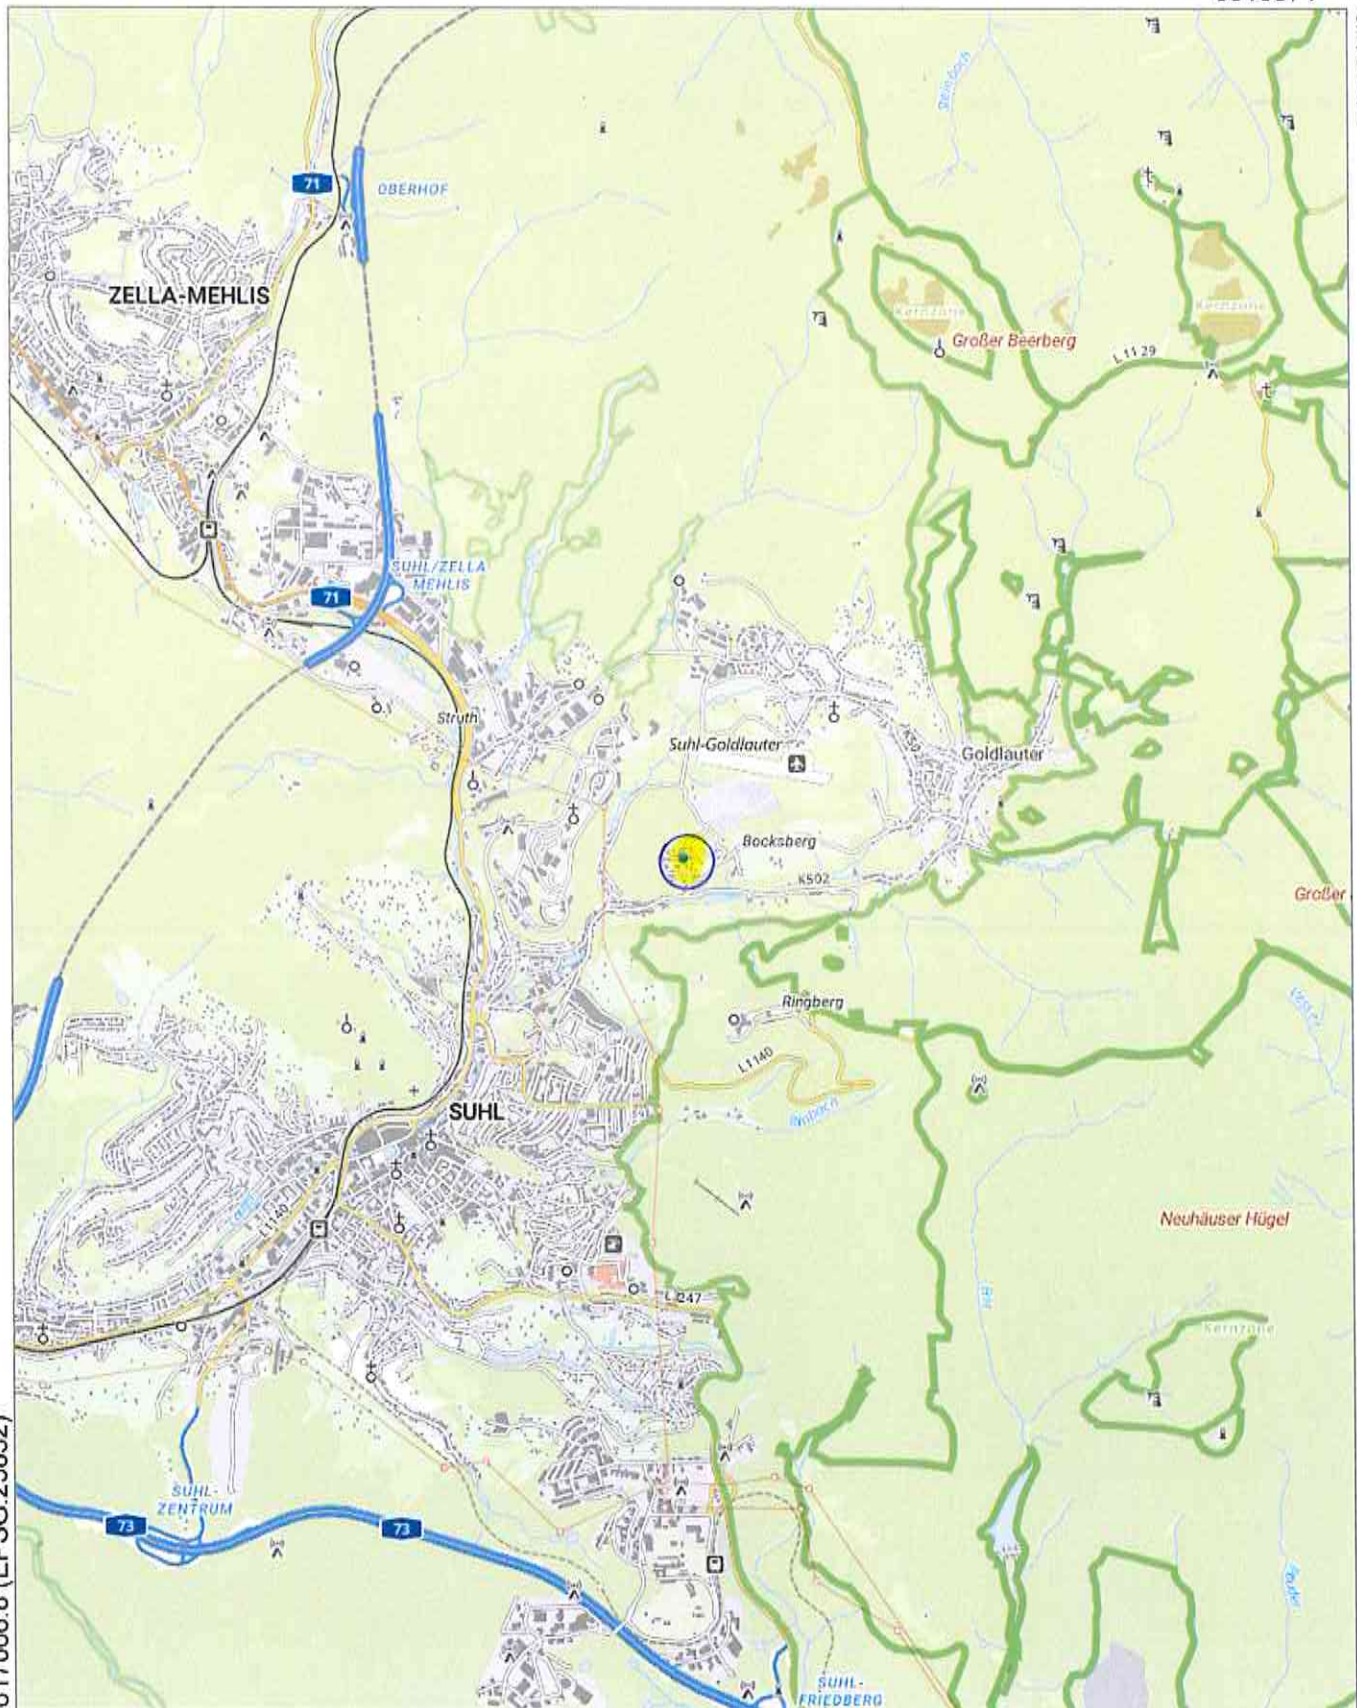 71
OBERHOF
ZELLA-MEHLIS
Kernzone
Kernzone
Großer Beerberg
L 1129
SUHL/ZELLA
MEHLIS
71
Struth
Suhl-Goldlauter
Goldlauter
Bocksberg
K502
Großer
Ringberg
L1140
SUHL
L1140
Neuhäuser Hügel
Kernzone
SUHL-
ZENTRUM
73
73
SUHL-
FRIEDBERG